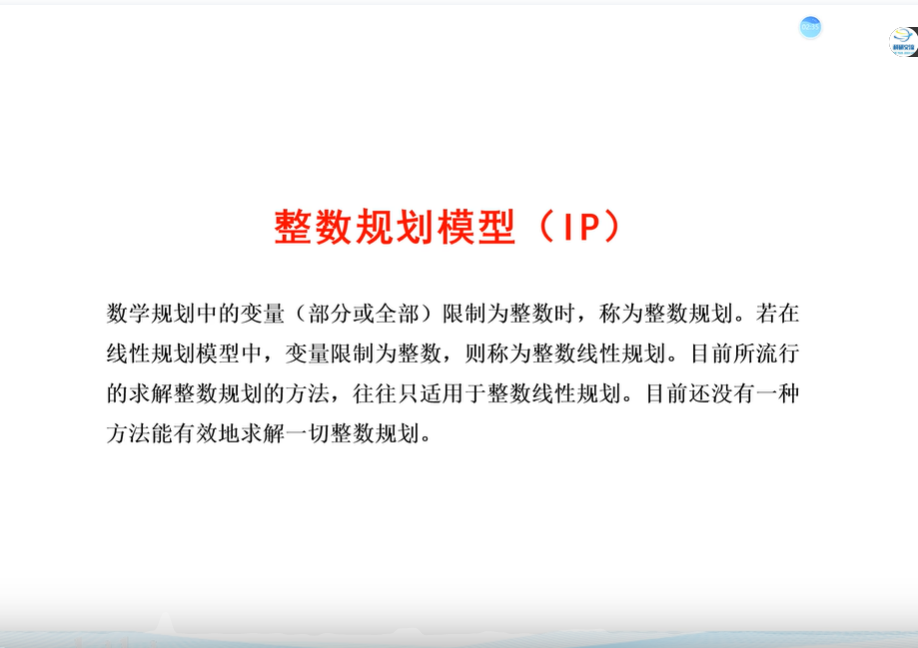 整数规划模型（IP）
数学规划中的变量（部分或全部）限制为整数时，称为整数规划。若在
线性规划模型中，变量限制为整数，则称为整数线性规划。目前所流行
的求解整数规划的方法，往往只适用于整数线性规划。目前还没有一种
方法能有效地求解一切整数规划。